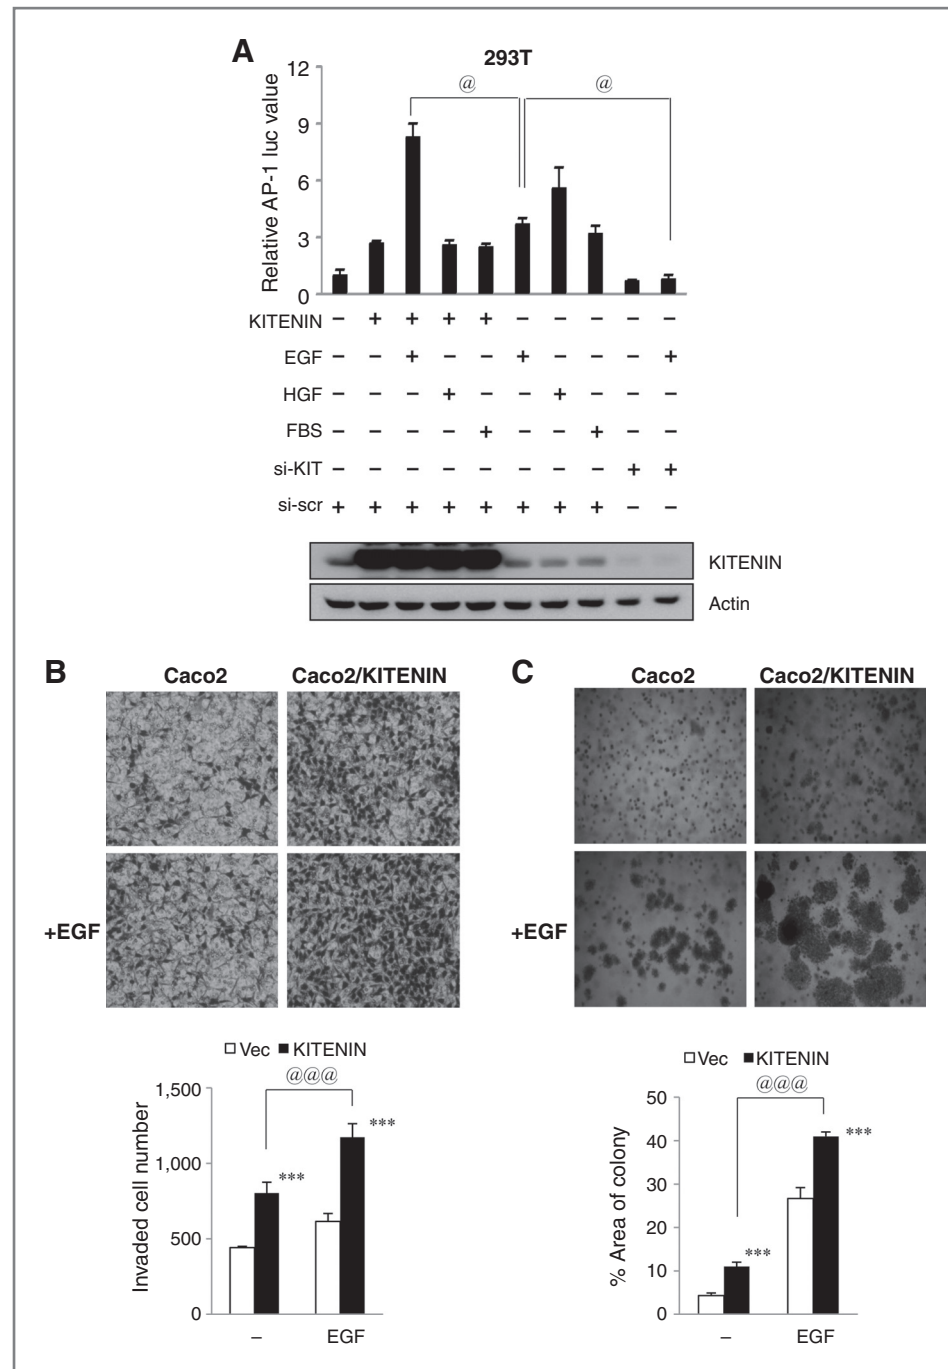 A
293T
Relative AP-1 luc value
12
@
@
9
6
3
0
KITENIN – + + + + – – – – –
EGF – – + – – + – – – +
HGF – – – + – – + – – –
FBS – – – – + – – + – –
si-KIT – – – – – – – – + +
si-scr + + + + + + + + – –
KITENIN
Actin
B
Caco2
Caco2/KITENIN
+EGF
Vec KITENIN
@@@
Invaded cell number
1,500
1,000
500
0
***
***
–
EGF
C
Caco2
Caco2/KITENIN
+EGF
Vec KITENIN
@@@
% Area of colony
50
40
30
20
10
0
***
***
–
EGF